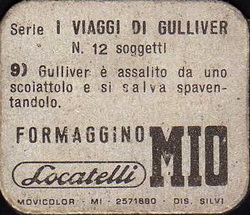 Serie I VIAGGI DI GULLIVER
N. 12 soggetti
9) Gulliver è assalito da uno
scoiattolo e si salva spaven-
tandolo.
FORMAGGINO MIO
Locatelli
MOVICOLOR - MI - 2571680 - DIS. SILVI